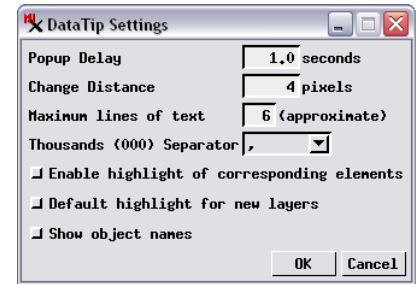 DataTip Settings
Popup Delay 1.0 seconds
Change Distance 4 pixels
Maximum lines of text 6 (approximate)
Thousands (000) Separator ,
Enable highlight of corresponding elements
Default highlight for new layers
Show object names
OK Cancel